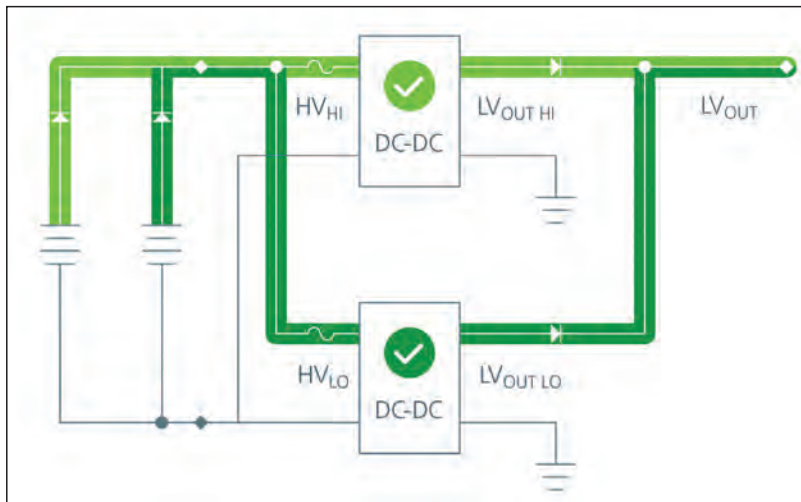 HV_HI
DC-DC
LV_OUT HI
LV_OUT
HV_LO
DC-DC
LV_OUT LO